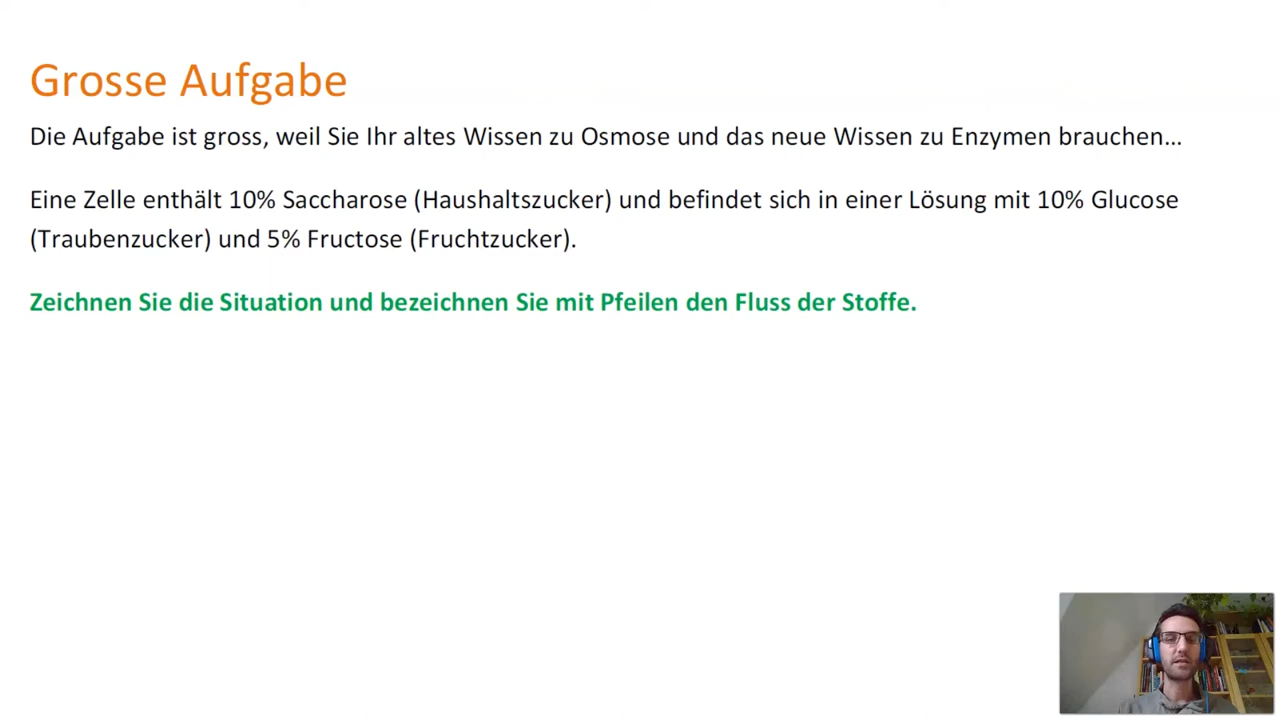 Grosse Aufgabe
Die Aufgabe ist gross, weil Sie Ihr altes Wissen zu Osmose und das neue Wissen zu Enzymen brauchen…
Eine Zelle enthält 10% Saccharose (Haushaltszucker) und befindet sich in einer Lösung mit 10% Glucose
(Traubenzucker) und 5% Fructose (Fruchtzucker).
Zeichnen Sie die Situation und bezeichnen Sie mit Pfeilen den Fluss der Stoffe.